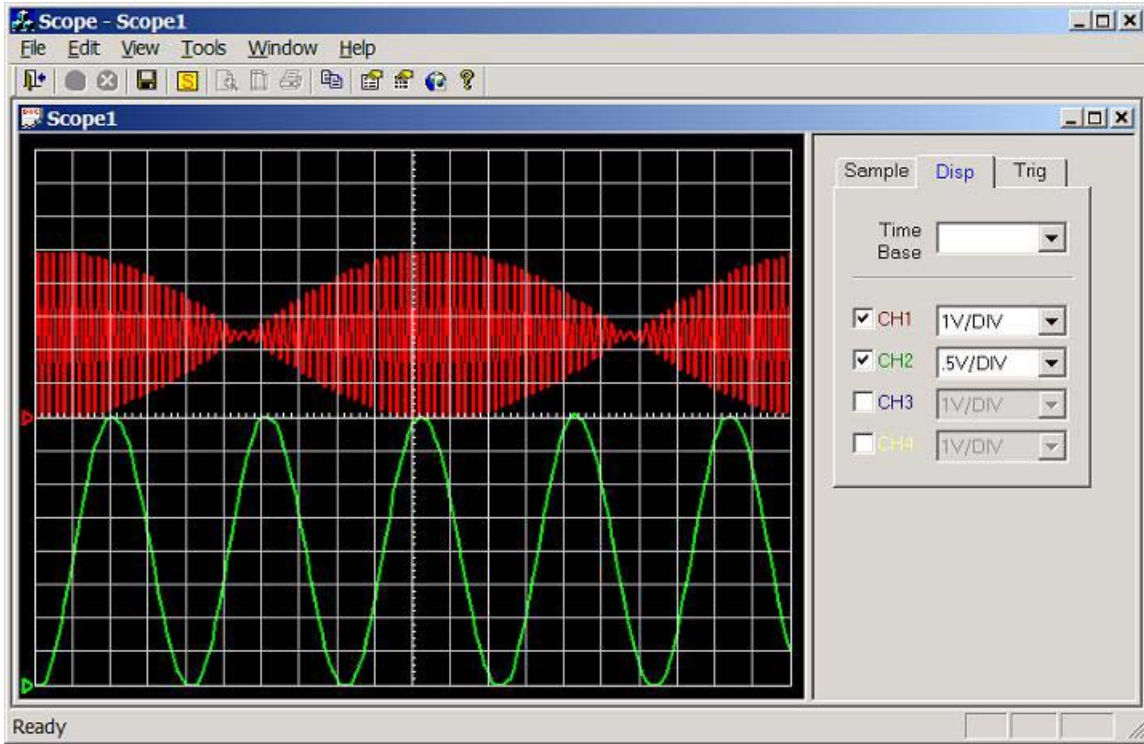 Scope - Scope1
File Edit View Tools Window Help
S
Scope1
Sample Disp Trig
Time
Base
CH1 1V/DIV
CH2 .5V/DIV
CH3 1V/DIV
CH4 1V/DIV
Ready